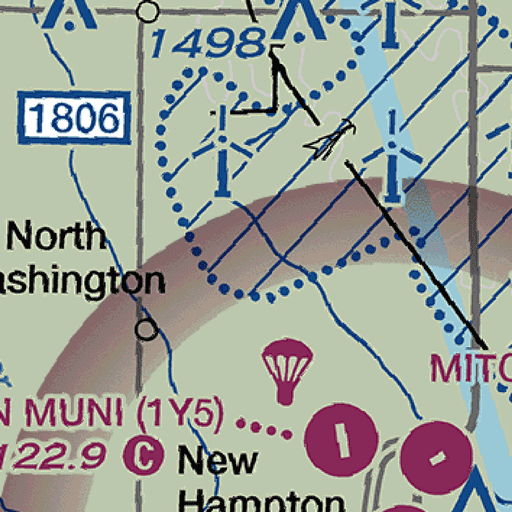 1498
1806
North
ashington
MITC
N MUNI (1Y5)
122.9 C
New
Hampton